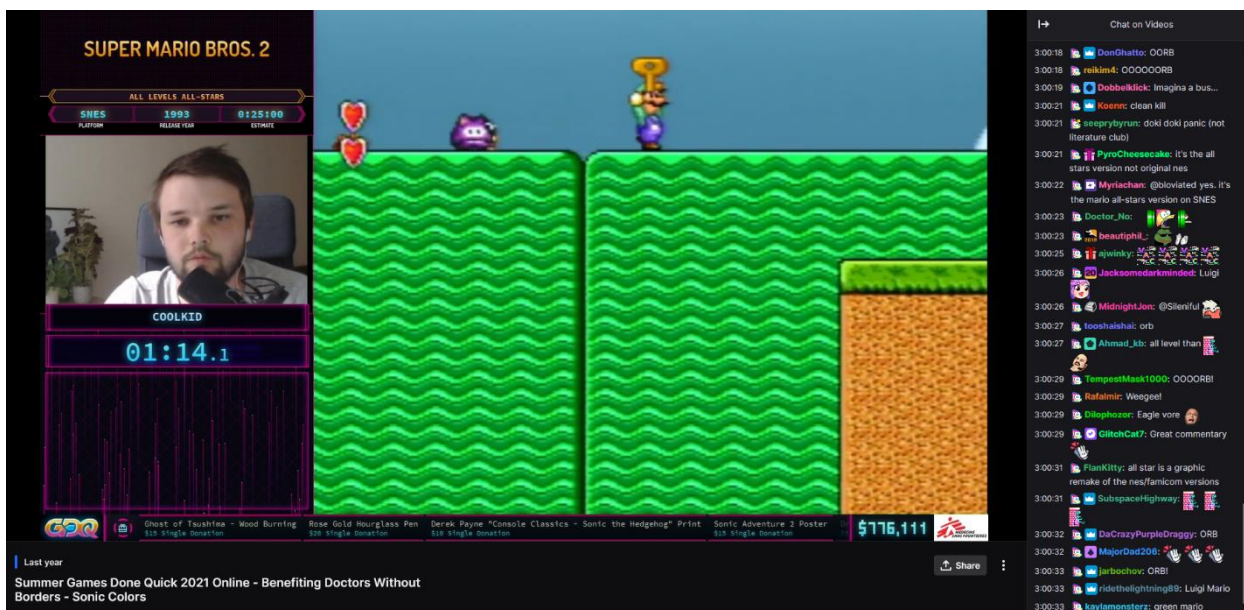 SUPER MARIO BROS. 2
ALL LEVELS ALL-STARS
SNES 1993 0:25:00
PLATFORM RELEASE YEAR ESTIMATE
COOLKID
01:14.1
GDQ
Ghost of Tsushima - Wood Burning Rose Gold Hourglass Pen Derek Payne "Console Classics - Sonic the Hedgehog" Print Sonic Adventure 2 Poster
$15 Single Donation $20 Single Donation $10 Single Donation $15 Single Donation
$776,111
Last year
Share
Summer Games Done Quick 2021 Online - Benefiting Doctors Without
Borders - Sonic Colors
Chat on Videos
3:00:18 DonGhatto: OORB
3:00:18 reikim4: OOOOOORB
3:00:19 Dobbelklick: Imagina a bus...
3:00:21 Koenn: clean kill
3:00:21 seeprybyrun: doki doki panic (not
literature club)
3:00:21 PyroCheesecake: it's the all
stars version not original nes
3:00:22 Myriachan: @bloviated yes. it's
the mario all-stars version on SNES
3:00:23 Doctor_No:
3:00:23 beautiphil_:
3:00:25 ajwinky:
3:00:26 Jacksomedarkminded: Luigi
3:00:26 MidnightJon: @Sileniful
3:00:27 tooshaishai: orb
3:00:27 Ahmad_kb: all level than
3:00:29 TempestMask1000: OOOORB!
3:00:29 Rafalmir: Weegee!
3:00:29 Dilophozor: Eagle vore
3:00:29 GlitchCat7: Great commentary
3:00:31 FlanKitty: all star is a graphic
remake of the nes/famicom versions
3:00:31 SubspaceHighway:
3:00:32 DaCrazyPurpleDraggy: ORB
3:00:32 MajorDad206:
3:00:33 jarbochov: ORB!
3:00:33 ridethelightning89: Luigi Mario
3:00:33 kaylamonsterz: green mario